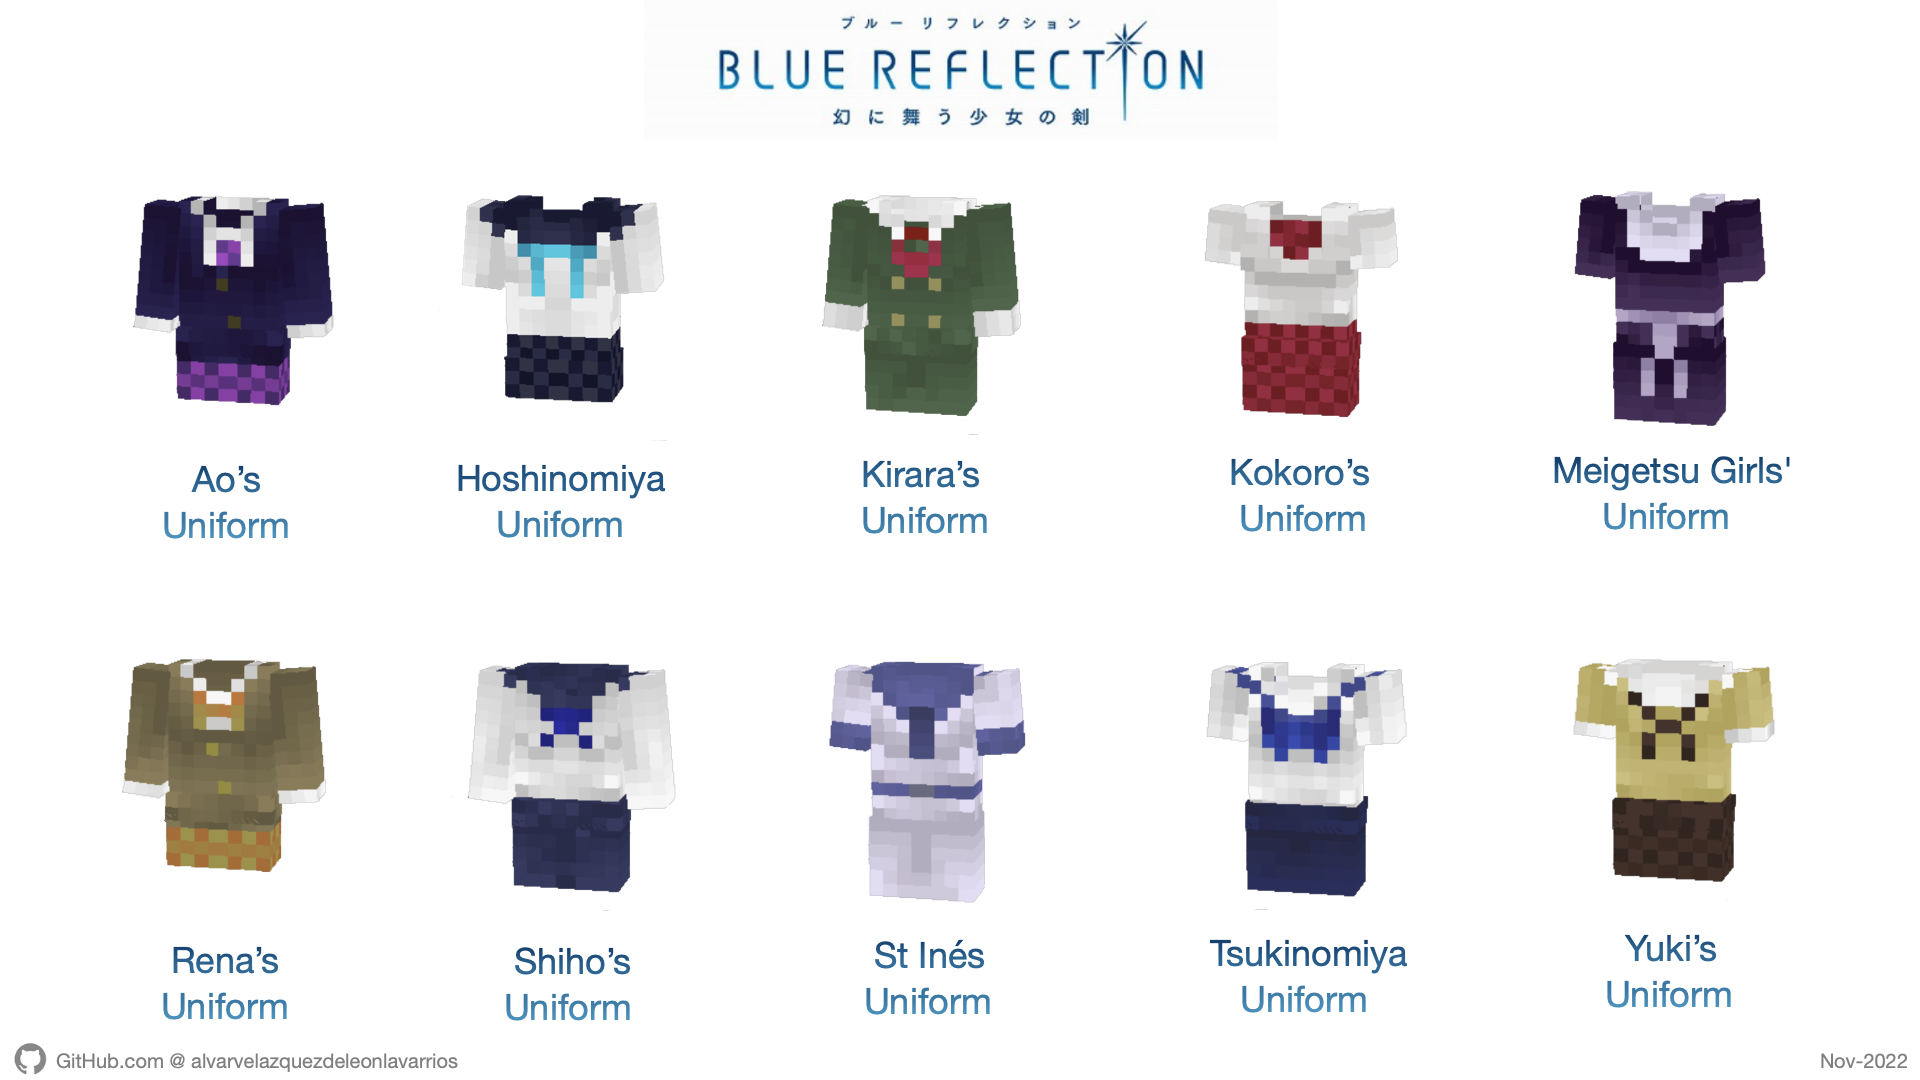 ブルーリフレクション
BLUE REFLECTION
幻に舞う少女の剣
Ao’s
Uniform
Hoshinomiya
Uniform
Kirara’s
Uniform
Kokoro’s
Uniform
Meigetsu Girls'
Uniform
Rena’s
Uniform
Shiho’s
Uniform
St Inés
Uniform
Tsukinomiya
Uniform
Yuki’s
Uniform
GitHub.com @ alvarvelazquezdeleonlavarrios
Nov-2022